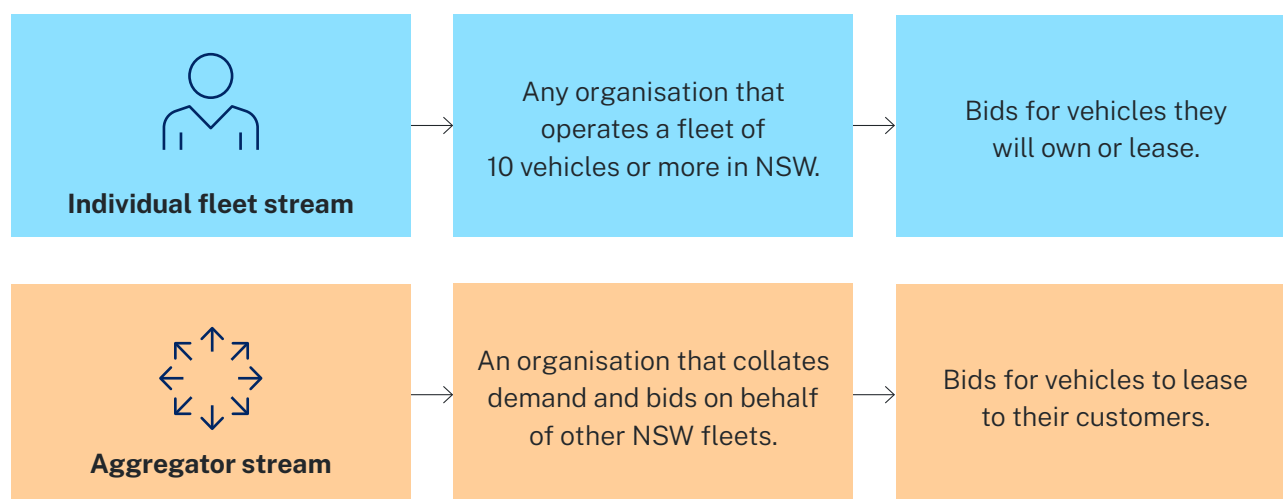 Individual fleet stream
Any organisation that
operates a fleet of
10 vehicles or more in NSW.
Bids for vehicles they
will own or lease.
Aggregator stream
An organisation that collates
demand and bids on behalf
of other NSW fleets.
Bids for vehicles to lease
to their customers.